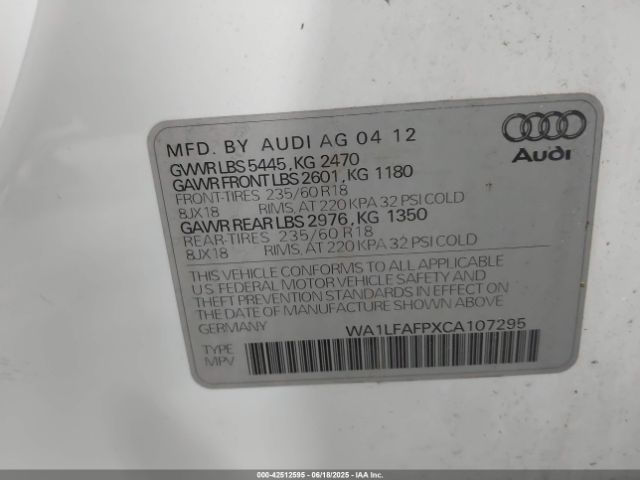 MFD. BY AUDI AG 04 12
GVWR LBS 5445, KG 2470
GAWR FRONT LBS 2601, KG 1180
FRONT-TIRES 235/60 R18
8JX18 RIMS, AT 220 KPA 32 PSI COLD
GAWR REAR LBS 2976, KG 1350
REAR-TIRES 235/60 R18
8JX18 RIMS, AT 220 KPA 32 PSI COLD
Audi
THIS VEHICLE CONFORMS TO ALL APPLICABLE
U.S. FEDERAL MOTOR VEHICLE SAFETY AND
THEFT PREVENTION STANDARDS IN EFFECT ON
THE DATE OF MANUFACTURE SHOWN ABOVE
GERMANY WA1LFAFPXCA107295
TYPE
MPV
000-42512595 - 06/18/2025 - IAAI.COM